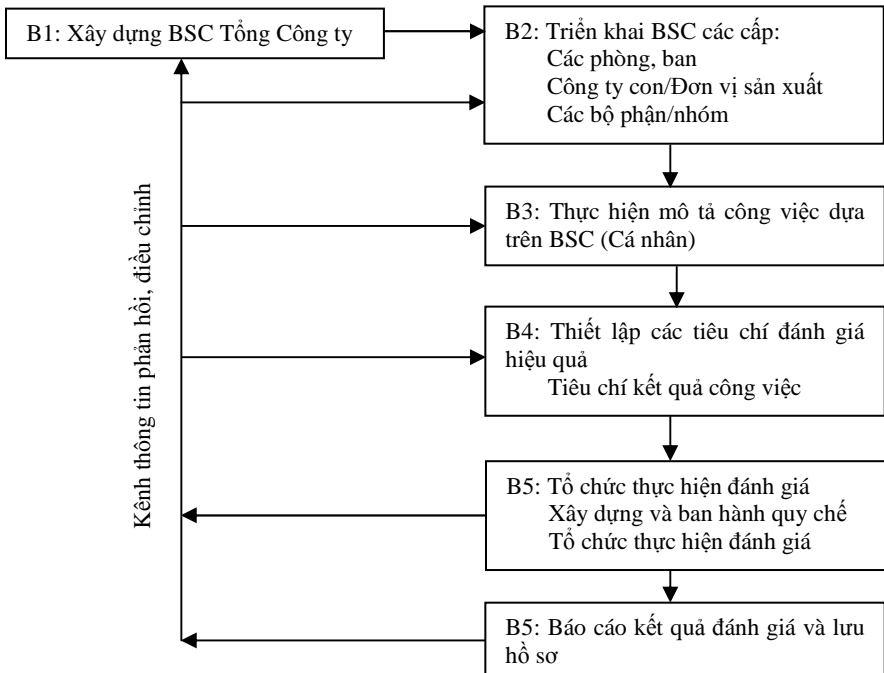 B1: Xây dựng BSC Tổng Công ty
B2: Triển khai BSC các cấp:
Các phòng, ban
Công ty con/Đơn vị sản xuất
Các bộ phận/nhóm
Kênh thông tin phản hồi, điều chỉnh
B3: Thực hiện mô tả công việc dựa
trên BSC (Cá nhân)
B4: Thiết lập các tiêu chí đánh giá
hiệu quả
Tiêu chí kết quả công việc
B5: Tổ chức thực hiện đánh giá
Xây dựng và ban hành quy chế
Tổ chức thực hiện đánh giá
B5: Báo cáo kết quả đánh giá và lưu
hồ sơ